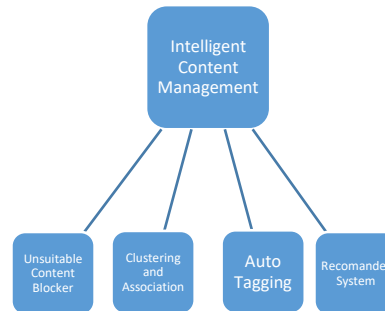 Intelligent
Content
Management
Unsuitable
Content
Blocker
Clustering
and
Association
Auto
Tagging
Recomande
System